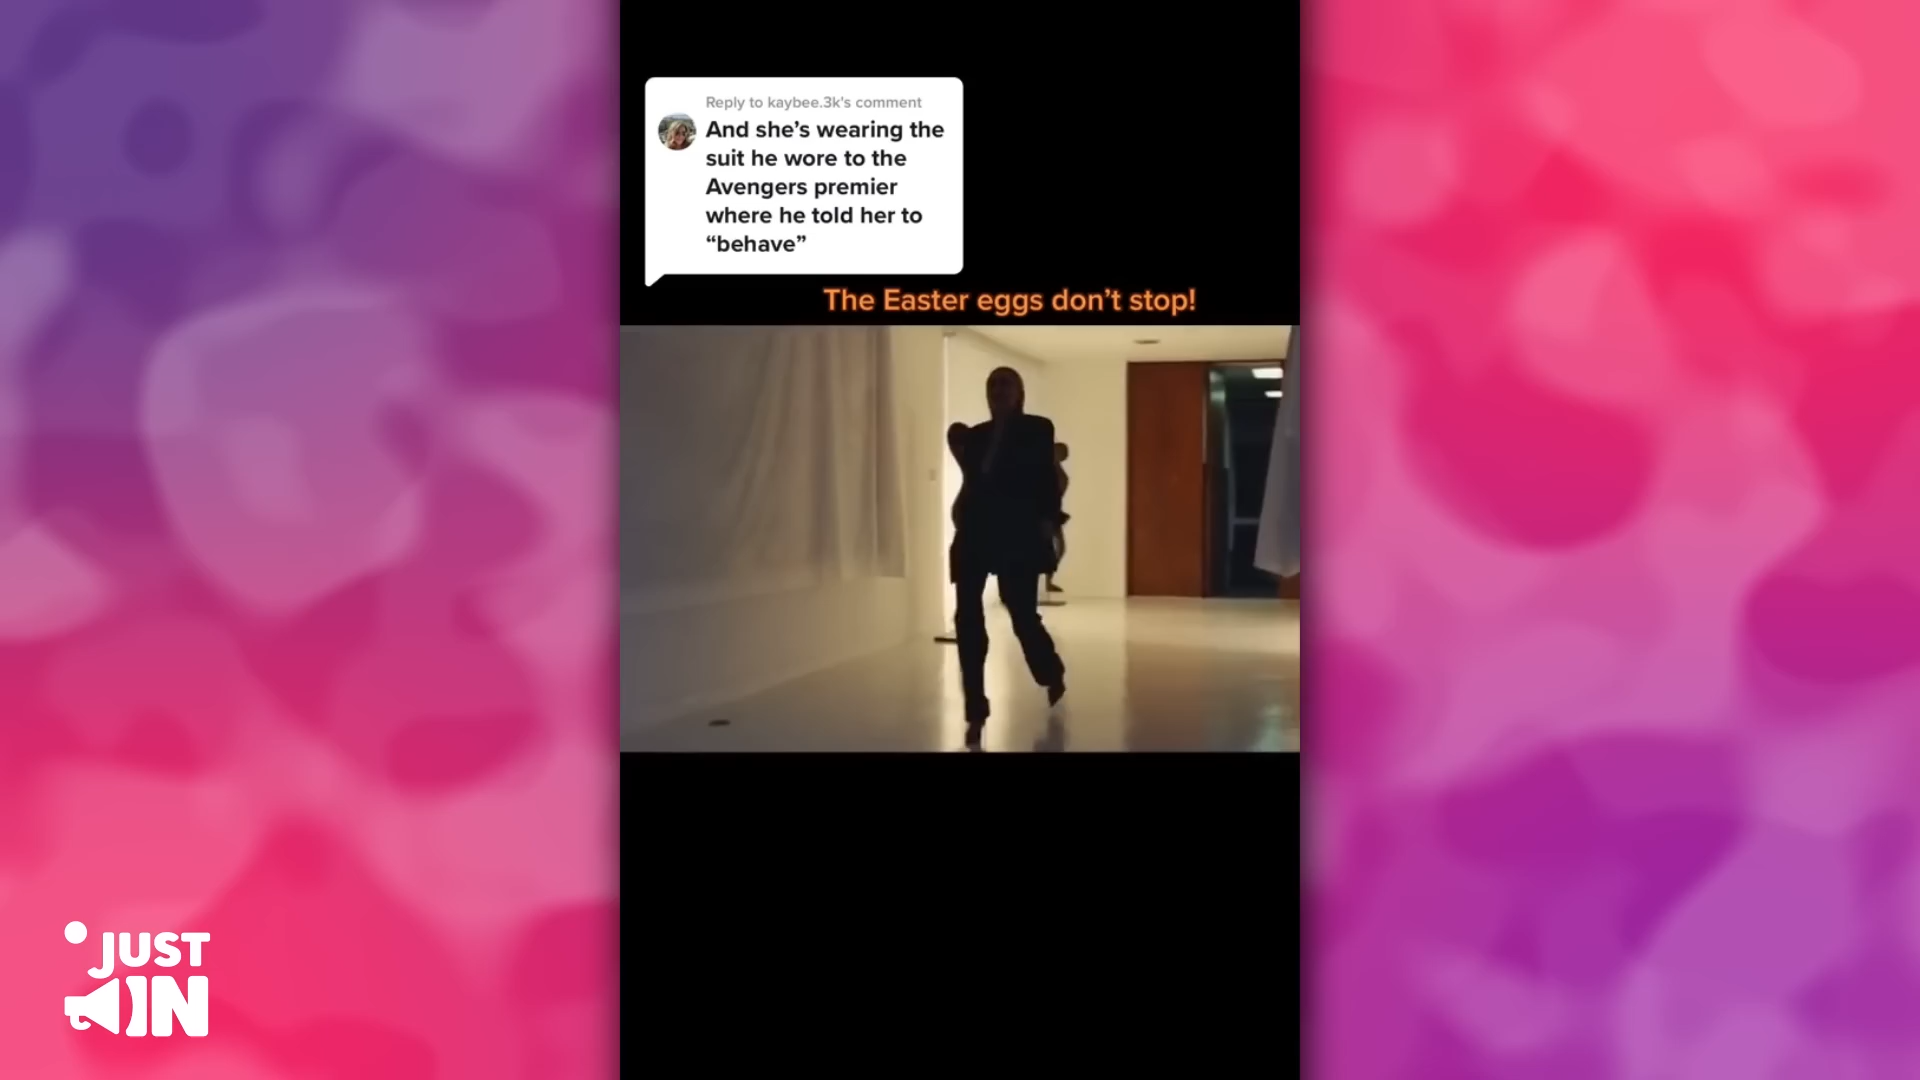 Reply to kaybee.3k's comment
And she’s wearing the
suit he wore to the
Avengers premier
where he told her to
“behave”
The Easter eggs don’t stop!
JUST
IN